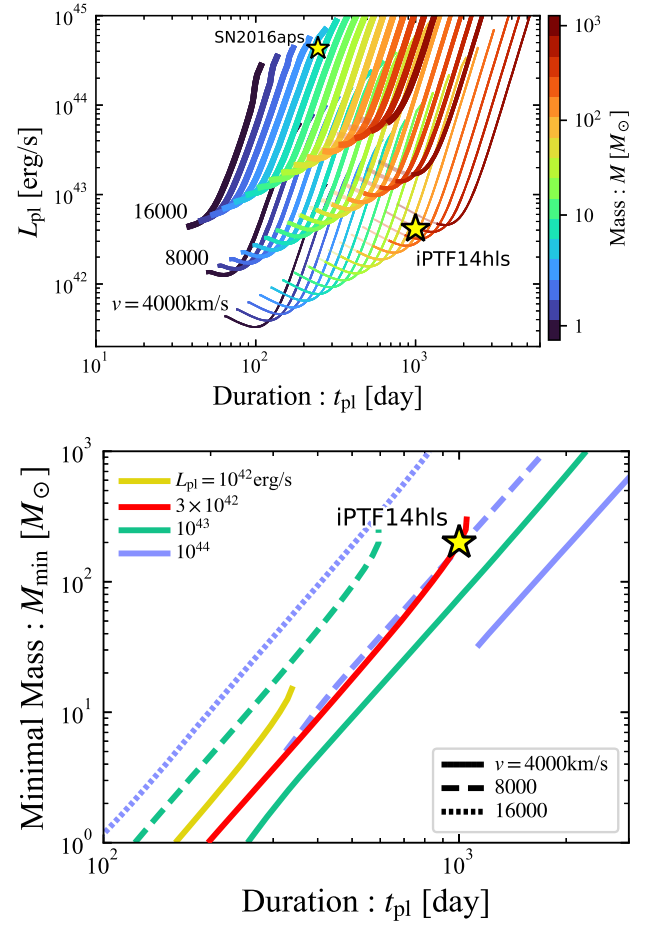 10^45
10^44
10^43
10^42
L_pl [erg/s]
SN2016aps
16000
8000
v = 4000km/s
iPTF14hls
10^1
10^2
10^3
Duration : t_pl [day]
10^3
10^2
10
1
Mass : M [M_⊙]
10^3
10^2
10^1
10^0
Minimal Mass : M_min [M_⊙]
L_pl = 10^42 erg/s
3 × 10^42
10^43
10^44
iPTF14hls
v = 4000km/s
8000
16000
10^2
10^3
Duration : t_pl [day]